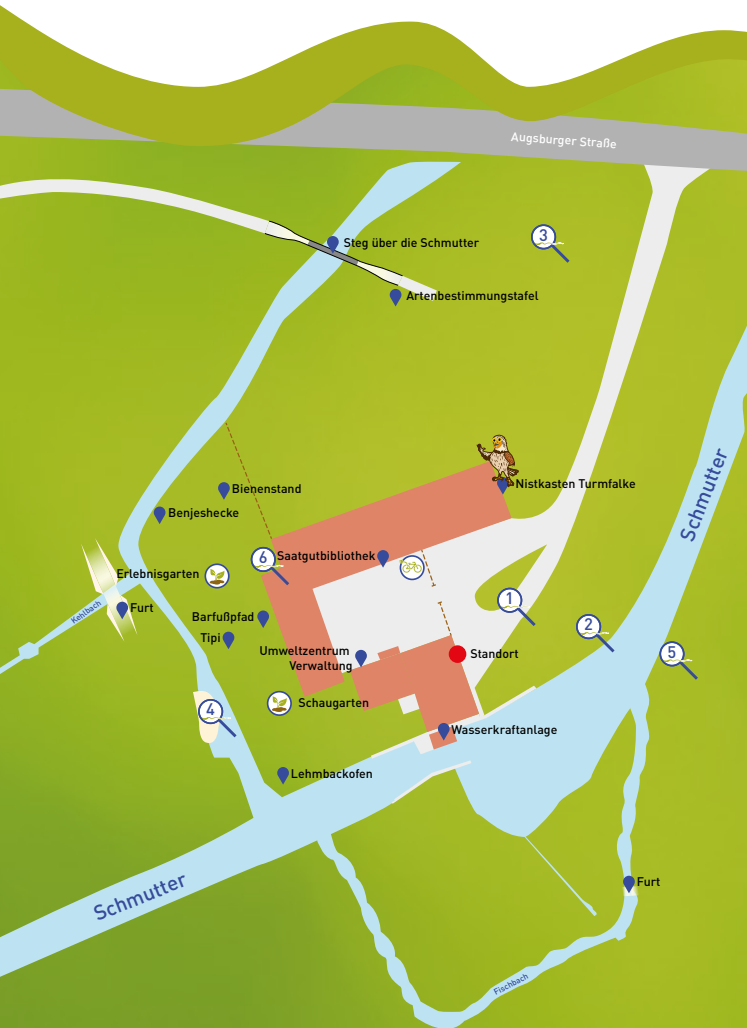 Augsburger Straße
3
Steg über die Schmutter
Artenbestimmungstafel
Schmutter
Nistkasten Turmfalke
Bienenstand
Benjeshecke
6
Saatgutbibliothek
Erlebnisgarten
Kehlbach
Furt
1
Barfußpfad
2
Tipi
Umweltzentrum
Verwaltung
Standort
5
Schaugarten
4
Wasserkraftanlage
Lehmbackofen
Schmutter
Furt
Fischbach